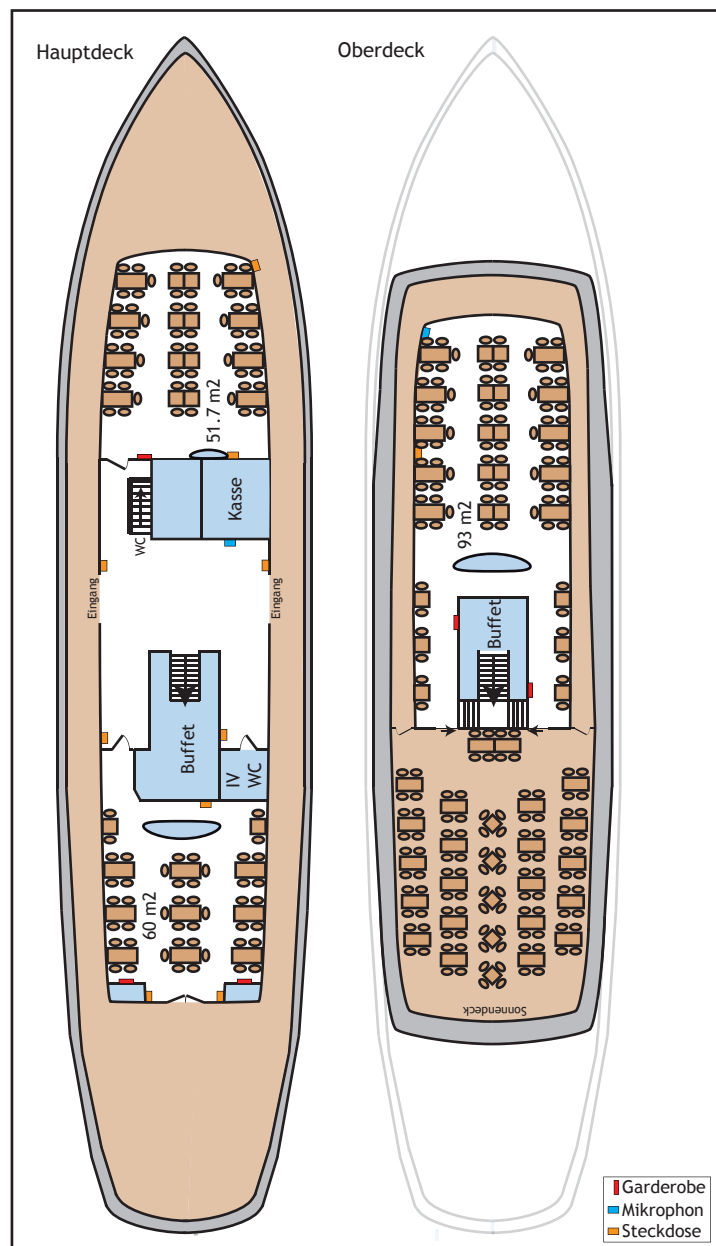 Hauptdeck
Oberdeck
51.7 m2
Kasse
WC
Eingang
Eingang
Buffet
IV
WC
60 m2
93 m2
Buffet
Sonnendeck
Garderobe
Mikrophon
Steckdose